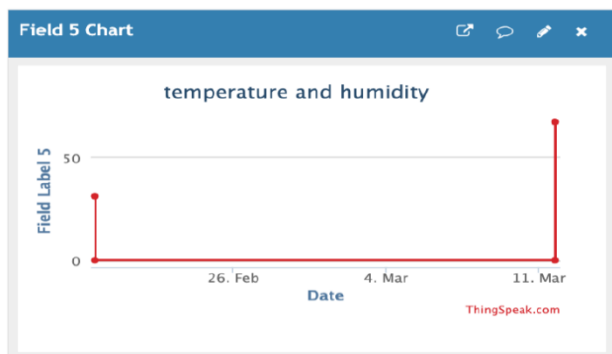 Field 5 Chart
temperature and humidity
Field Label 5
50
0
26. Feb
4. Mar
11. Mar
Date
ThingSpeak.com